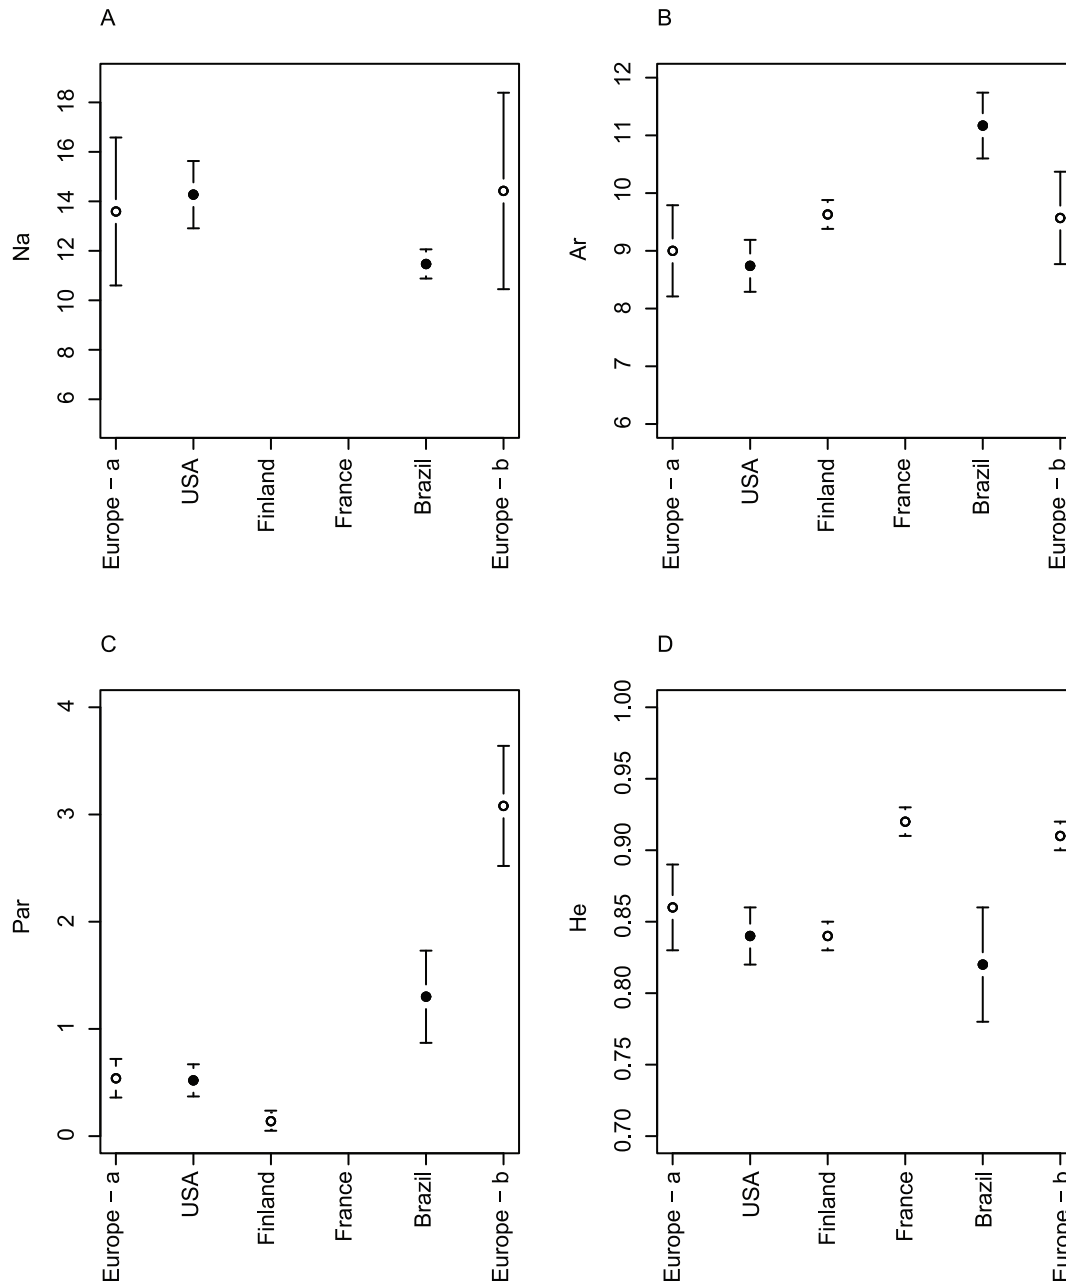 A
B
Na
18
16
14
12
10
8
6
Europe − a
USA
Finland
France
Brazil
Europe − b
Ar
12
11
10
9
8
7
6
Europe − a
USA
Finland
France
Brazil
Europe − b
C
D
Par
4
3
2
1
0
Europe − a
USA
Finland
France
Brazil
Europe − b
He
1.00
0.95
0.90
0.85
0.80
0.75
0.70
Europe − a
USA
Finland
France
Brazil
Europe − b